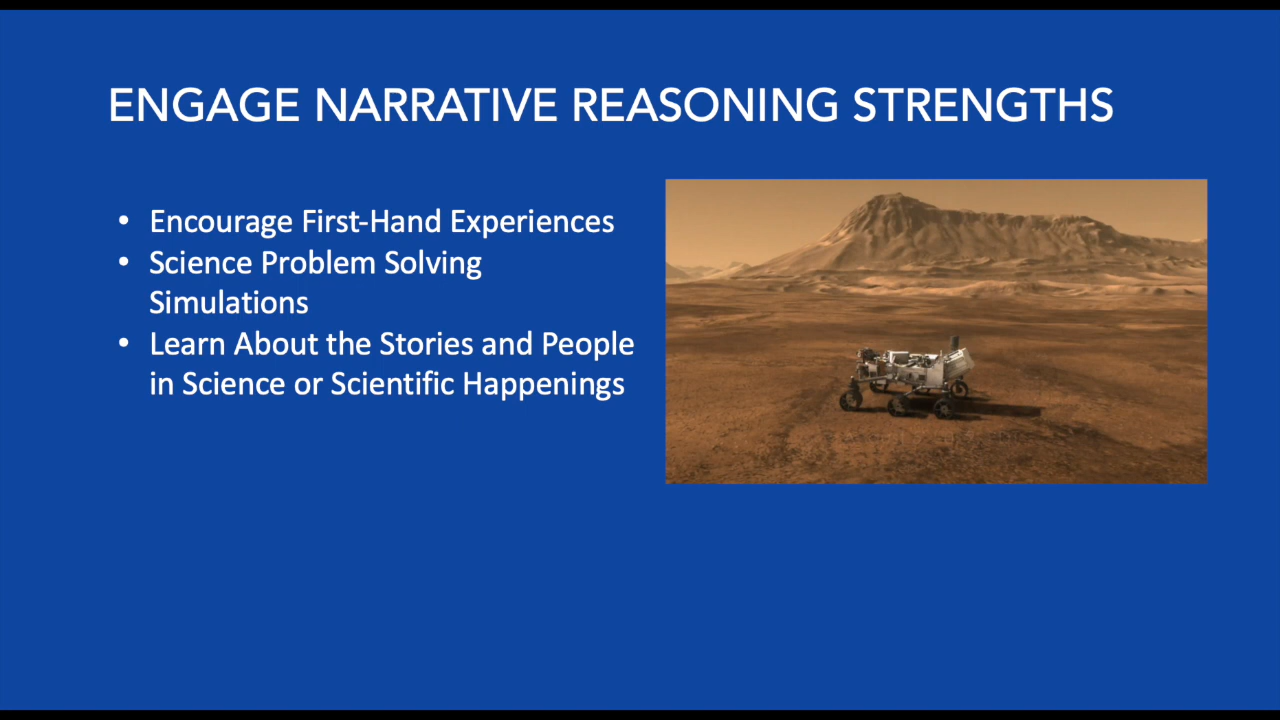 ENGAGE NARRATIVE REASONING STRENGTHS
• Encourage First-Hand Experiences
• Science Problem Solving
Simulations
• Learn About the Stories and People
in Science or Scientific Happenings